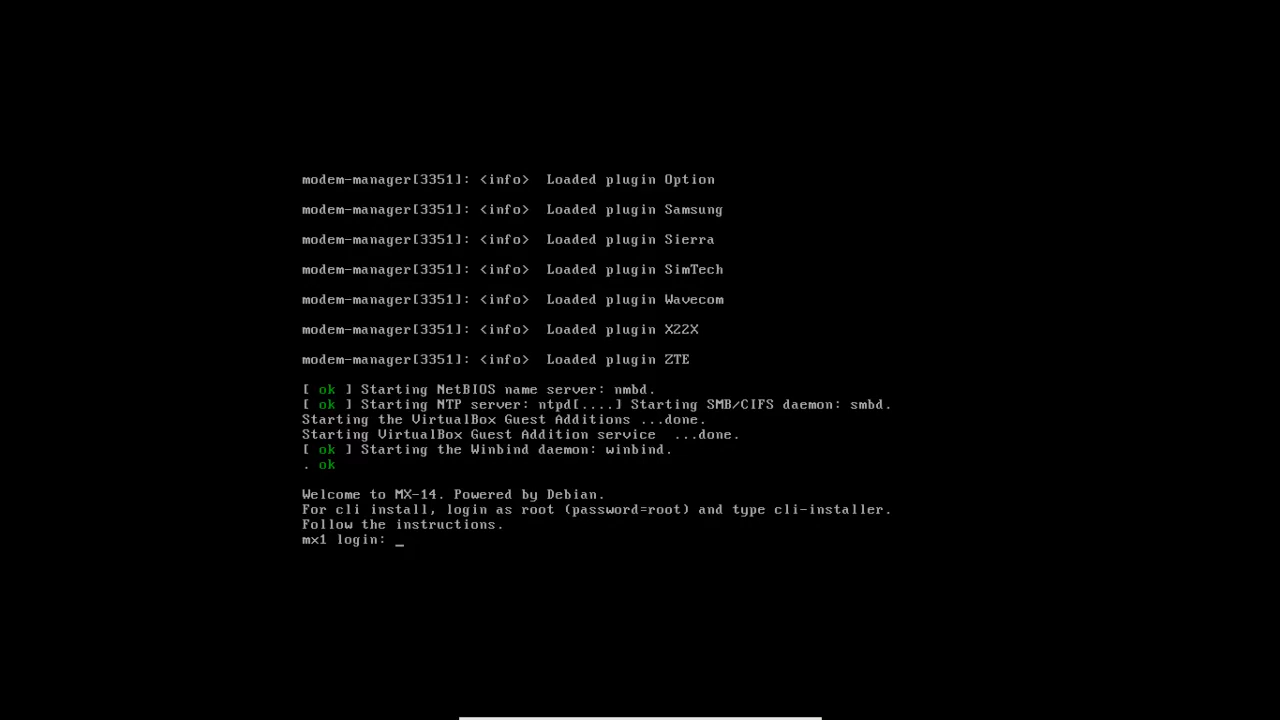 modem-manager[3351]: <info>  Loaded plugin Option
modem-manager[3351]: <info>  Loaded plugin Samsung
modem-manager[3351]: <info>  Loaded plugin Sierra
modem-manager[3351]: <info>  Loaded plugin SimTech
modem-manager[3351]: <info>  Loaded plugin Wavecom
modem-manager[3351]: <info>  Loaded plugin X22X
modem-manager[3351]: <info>  Loaded plugin ZTE
[ ok ] Starting NetBIOS name server: nmbd.
[ ok ] Starting NTP server: ntpd[....] Starting SMB/CIFS daemon: smbd.
Starting the VirtualBox Guest Additions ...done.
Starting VirtualBox Guest Addition service  ...done.
[ ok ] Starting the Winbind daemon: winbind.
. ok
Welcome to MX-14. Powered by Debian.
For cli install, login as root (password=root) and type cli-installer.
Follow the instructions.
mx1 login: _